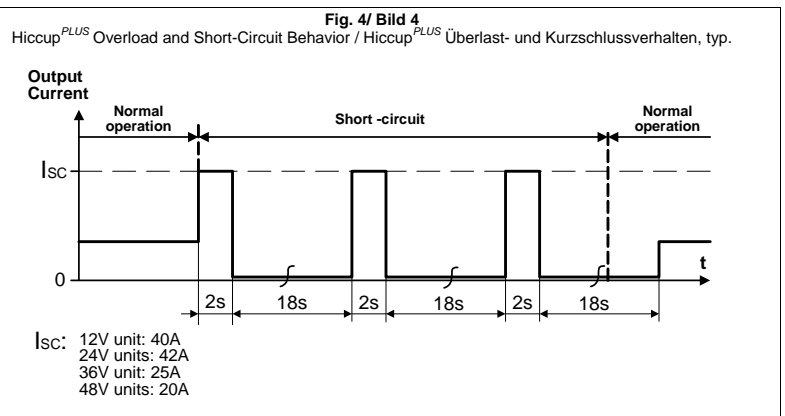 Fig. 4/ Bild 4
HiccupPLUS Overload and Short-Circuit Behavior / HiccupPLUS Überlast- und Kurzschlussverhalten, typ.
Output
Current
Normal
operation
Short -circuit
Normal
operation
ISC
0
t
2s 18s 2s 18s 2s 18s
ISC: 12V unit: 40A
24V units: 42A
36V unit: 25A
48V units: 20A